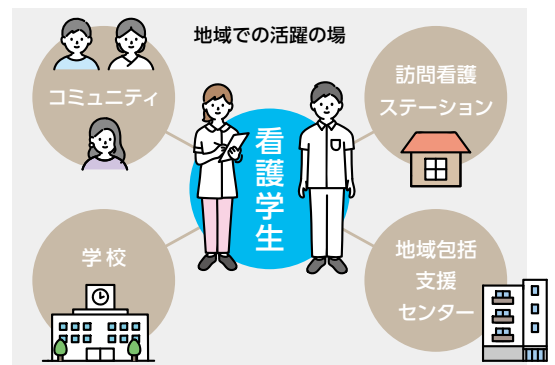 地域での活躍の場
コミュニティ
訪問看護
ステーション
看護学生
学校
地域包括
支援
センター